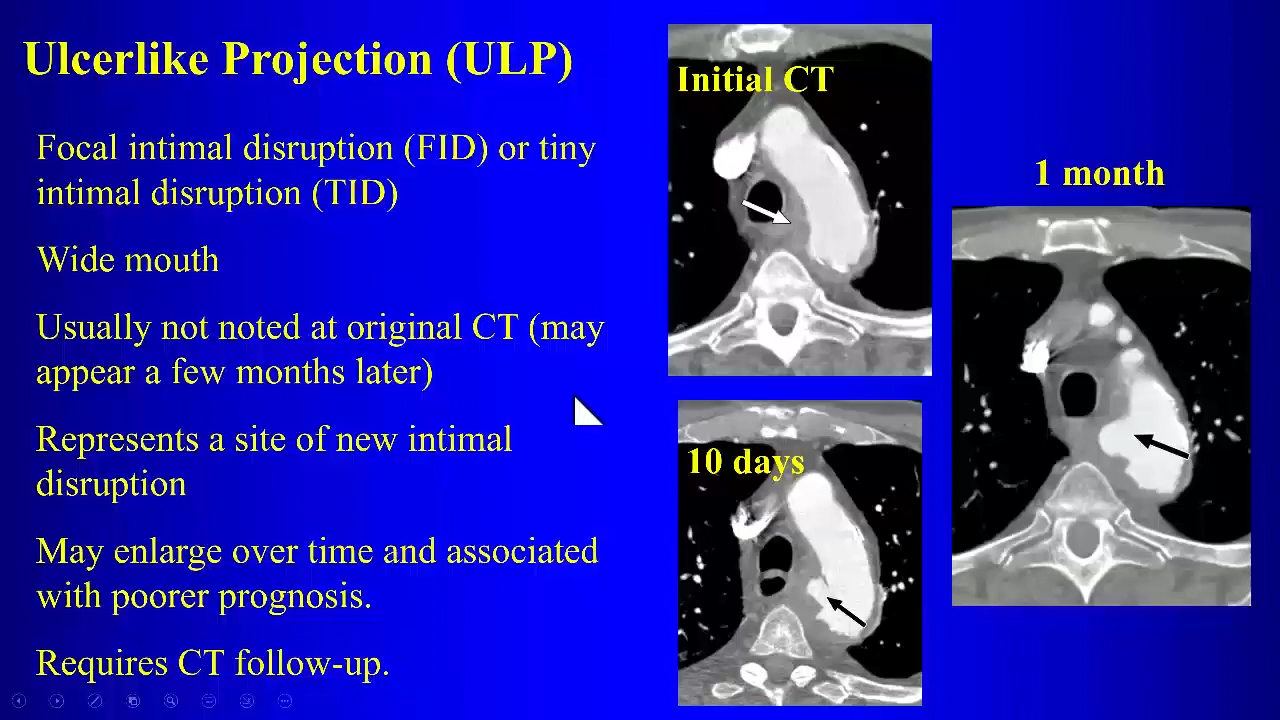 Ulcerlike Projection (ULP)
Focal intimal disruption (FID) or tiny
intimal disruption (TID)
Wide mouth
Usually not noted at original CT (may
appear a few months later)
Represents a site of new intimal
disruption
May enlarge over time and associated
with poorer prognosis.
Requires CT follow-up.
Initial CT
10 days
1 month